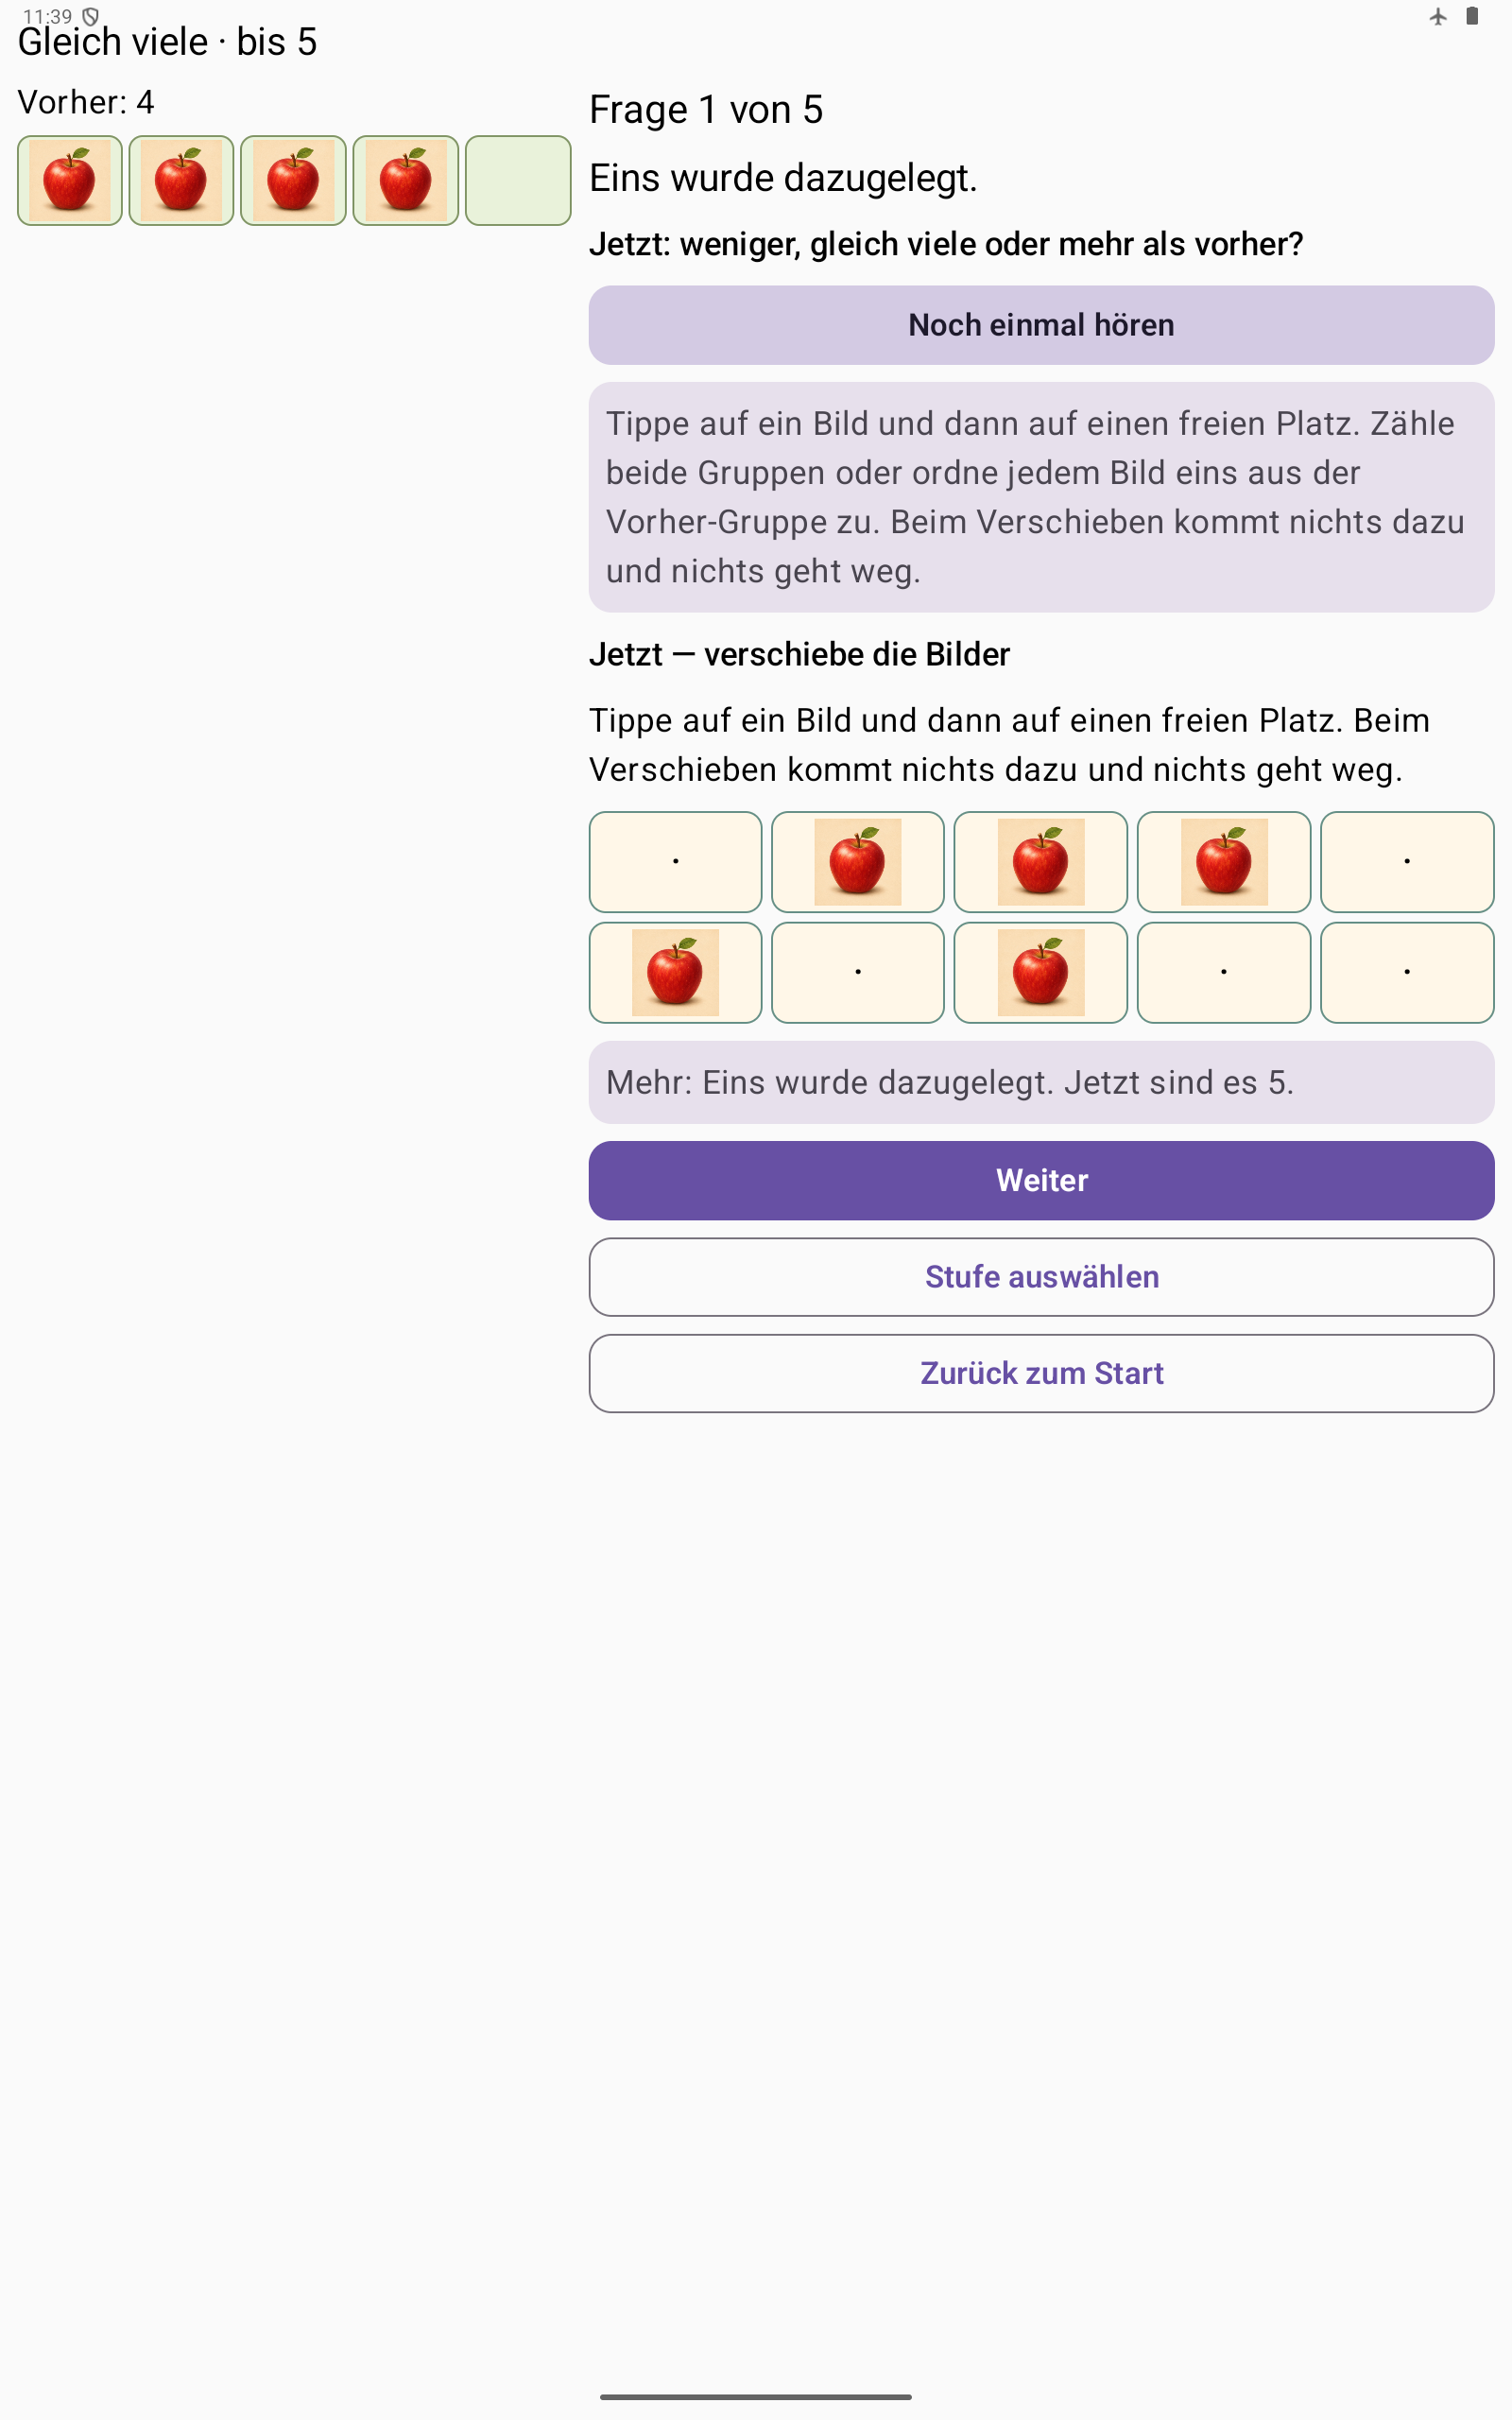 11:39
Gleich viele · bis 5
Vorher: 4
Frage 1 von 5
Eins wurde dazugelegt.
Jetzt: weniger, gleich viele oder mehr als vorher?
Noch einmal hören
Tippe auf ein Bild und dann auf einen freien Platz. Zähle
beide Gruppen oder ordne jedem Bild eins aus der
Vorher-Gruppe zu. Beim Verschieben kommt nichts dazu
und nichts geht weg.
Jetzt — verschiebe die Bilder
Tippe auf ein Bild und dann auf einen freien Platz. Beim
Verschieben kommt nichts dazu und nichts geht weg.
Mehr: Eins wurde dazugelegt. Jetzt sind es 5.
Weiter
Stufe auswählen
Zurück zum Start